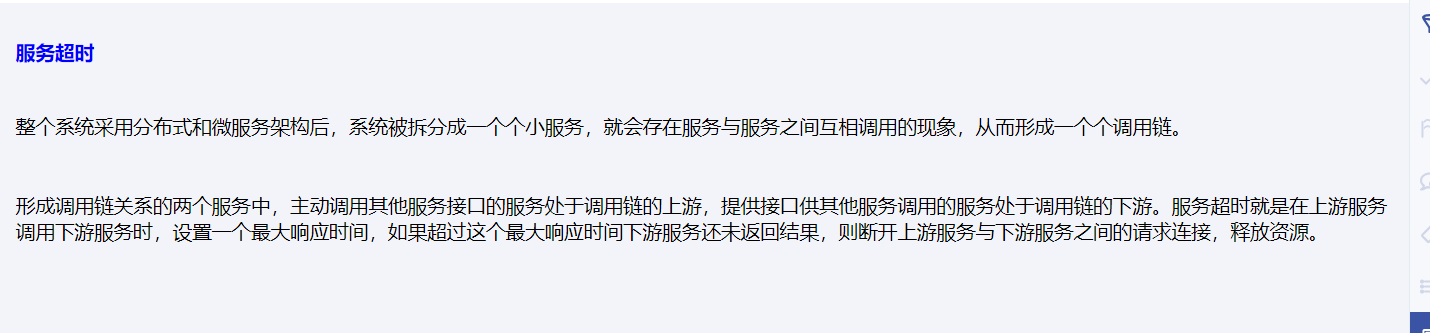 服务超时
整个系统采用分布式和微服务架构后，系统被拆分成一个个小服务，就会存在服务与服务之间互相调用的现象，从而形成一个个调用链。
形成调用链关系的两个服务中，主动调用其他服务接口的服务处于调用链的上游，提供接口供其他服务调用的服务处于调用链的下游。服务超时就是在上游服务
调用下游服务时，设置一个最大响应时间，如果超过这个最大响应时间下游服务还未返回结果，则断开上游服务与下游服务之间的请求连接，释放资源。